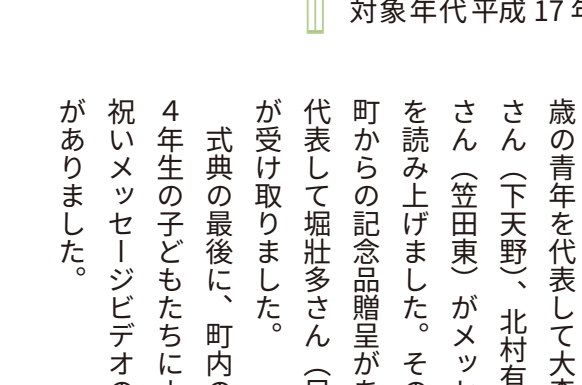 対象年代 平成 17 年
歳の青年を代表して大
さん（下天野）、北村有
さん（笠田東）がメッ
を読み上げました。その
町からの記念品贈呈が
代表して堀壯多さん（
が受け取りました。
式典の最後に、町内の
４年生の子どもたちに
祝いメッセージビデオの
がありました。